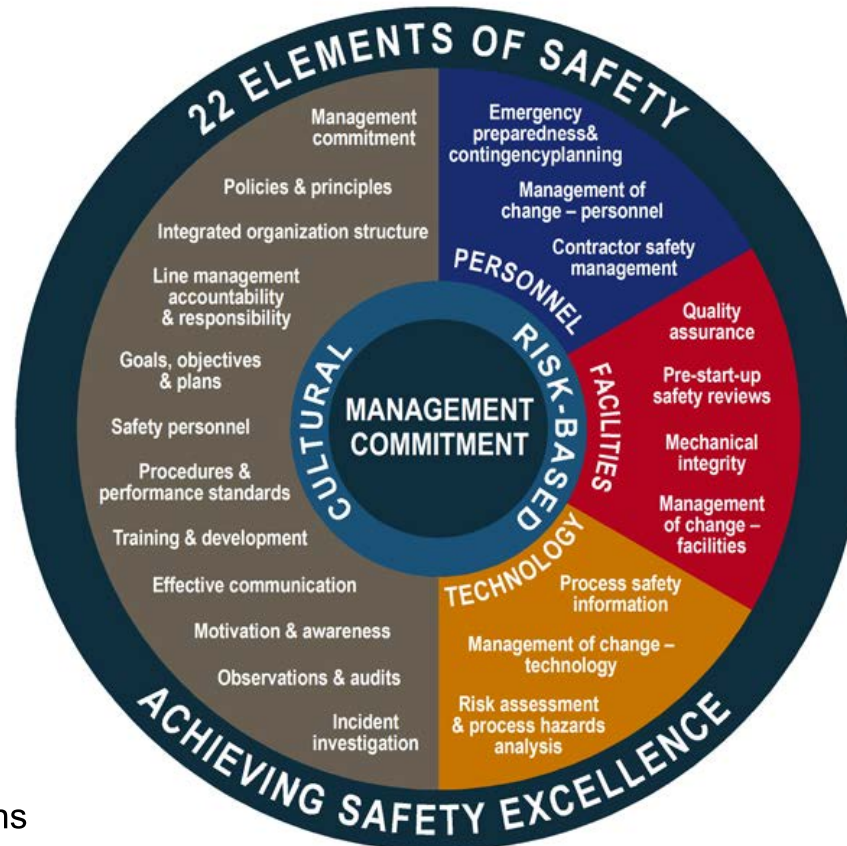 22 ELEMENTS OF SAFETY
Management
commitment
Policies & principles
Integrated organization structure
Line management
accountability
& responsibility
Goals, objectives
& plans
Safety personnel
Procedures &
performance standards
Training & development
Effective communication
Motivation & awareness
Observations & audits
Incident
investigation
Emergency
preparedness&
contingencyplanning
Management of
change – personnel
Contractor safety
management
PERSONNEL
Quality
assurance
Pre-start-up
safety reviews
Mechanical
integrity
Management
of change –
facilities
FACILITIES
TECHNOLOGY
Process safety
information
Management of change –
technology
Risk assessment
& process hazards
analysis
CULTURAL
RISK-BASED
MANAGEMENT
COMMITMENT
ACHIEVING SAFETY EXCELLENCE